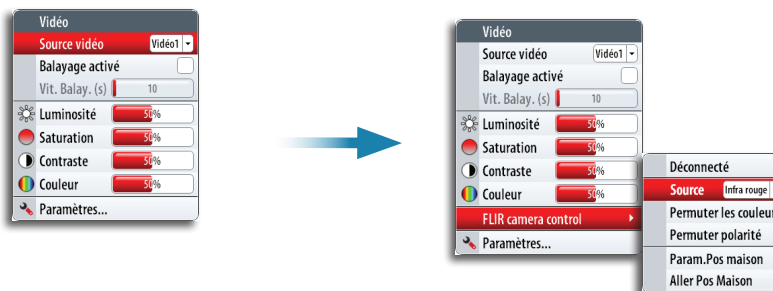 Vidéo
Source vidéo Vidéo1
Balayage activé
Vit. Balay. (s) 10
Luminosité 50%
Saturation 50%
Contraste 50%
Couleur 50%
Paramètres...
Vidéo
Source vidéo Vidéo1
Balayage activé
Vit. Balay. (s) 10
Luminosité 50%
Saturation 50%
Contraste 50%
Couleur 50%
FLIR camera control
Paramètres...
Déconnecté
Source Infra rouge
Permuter les couleur
Permuter polarité
Param.Pos maison
Aller Pos Maison